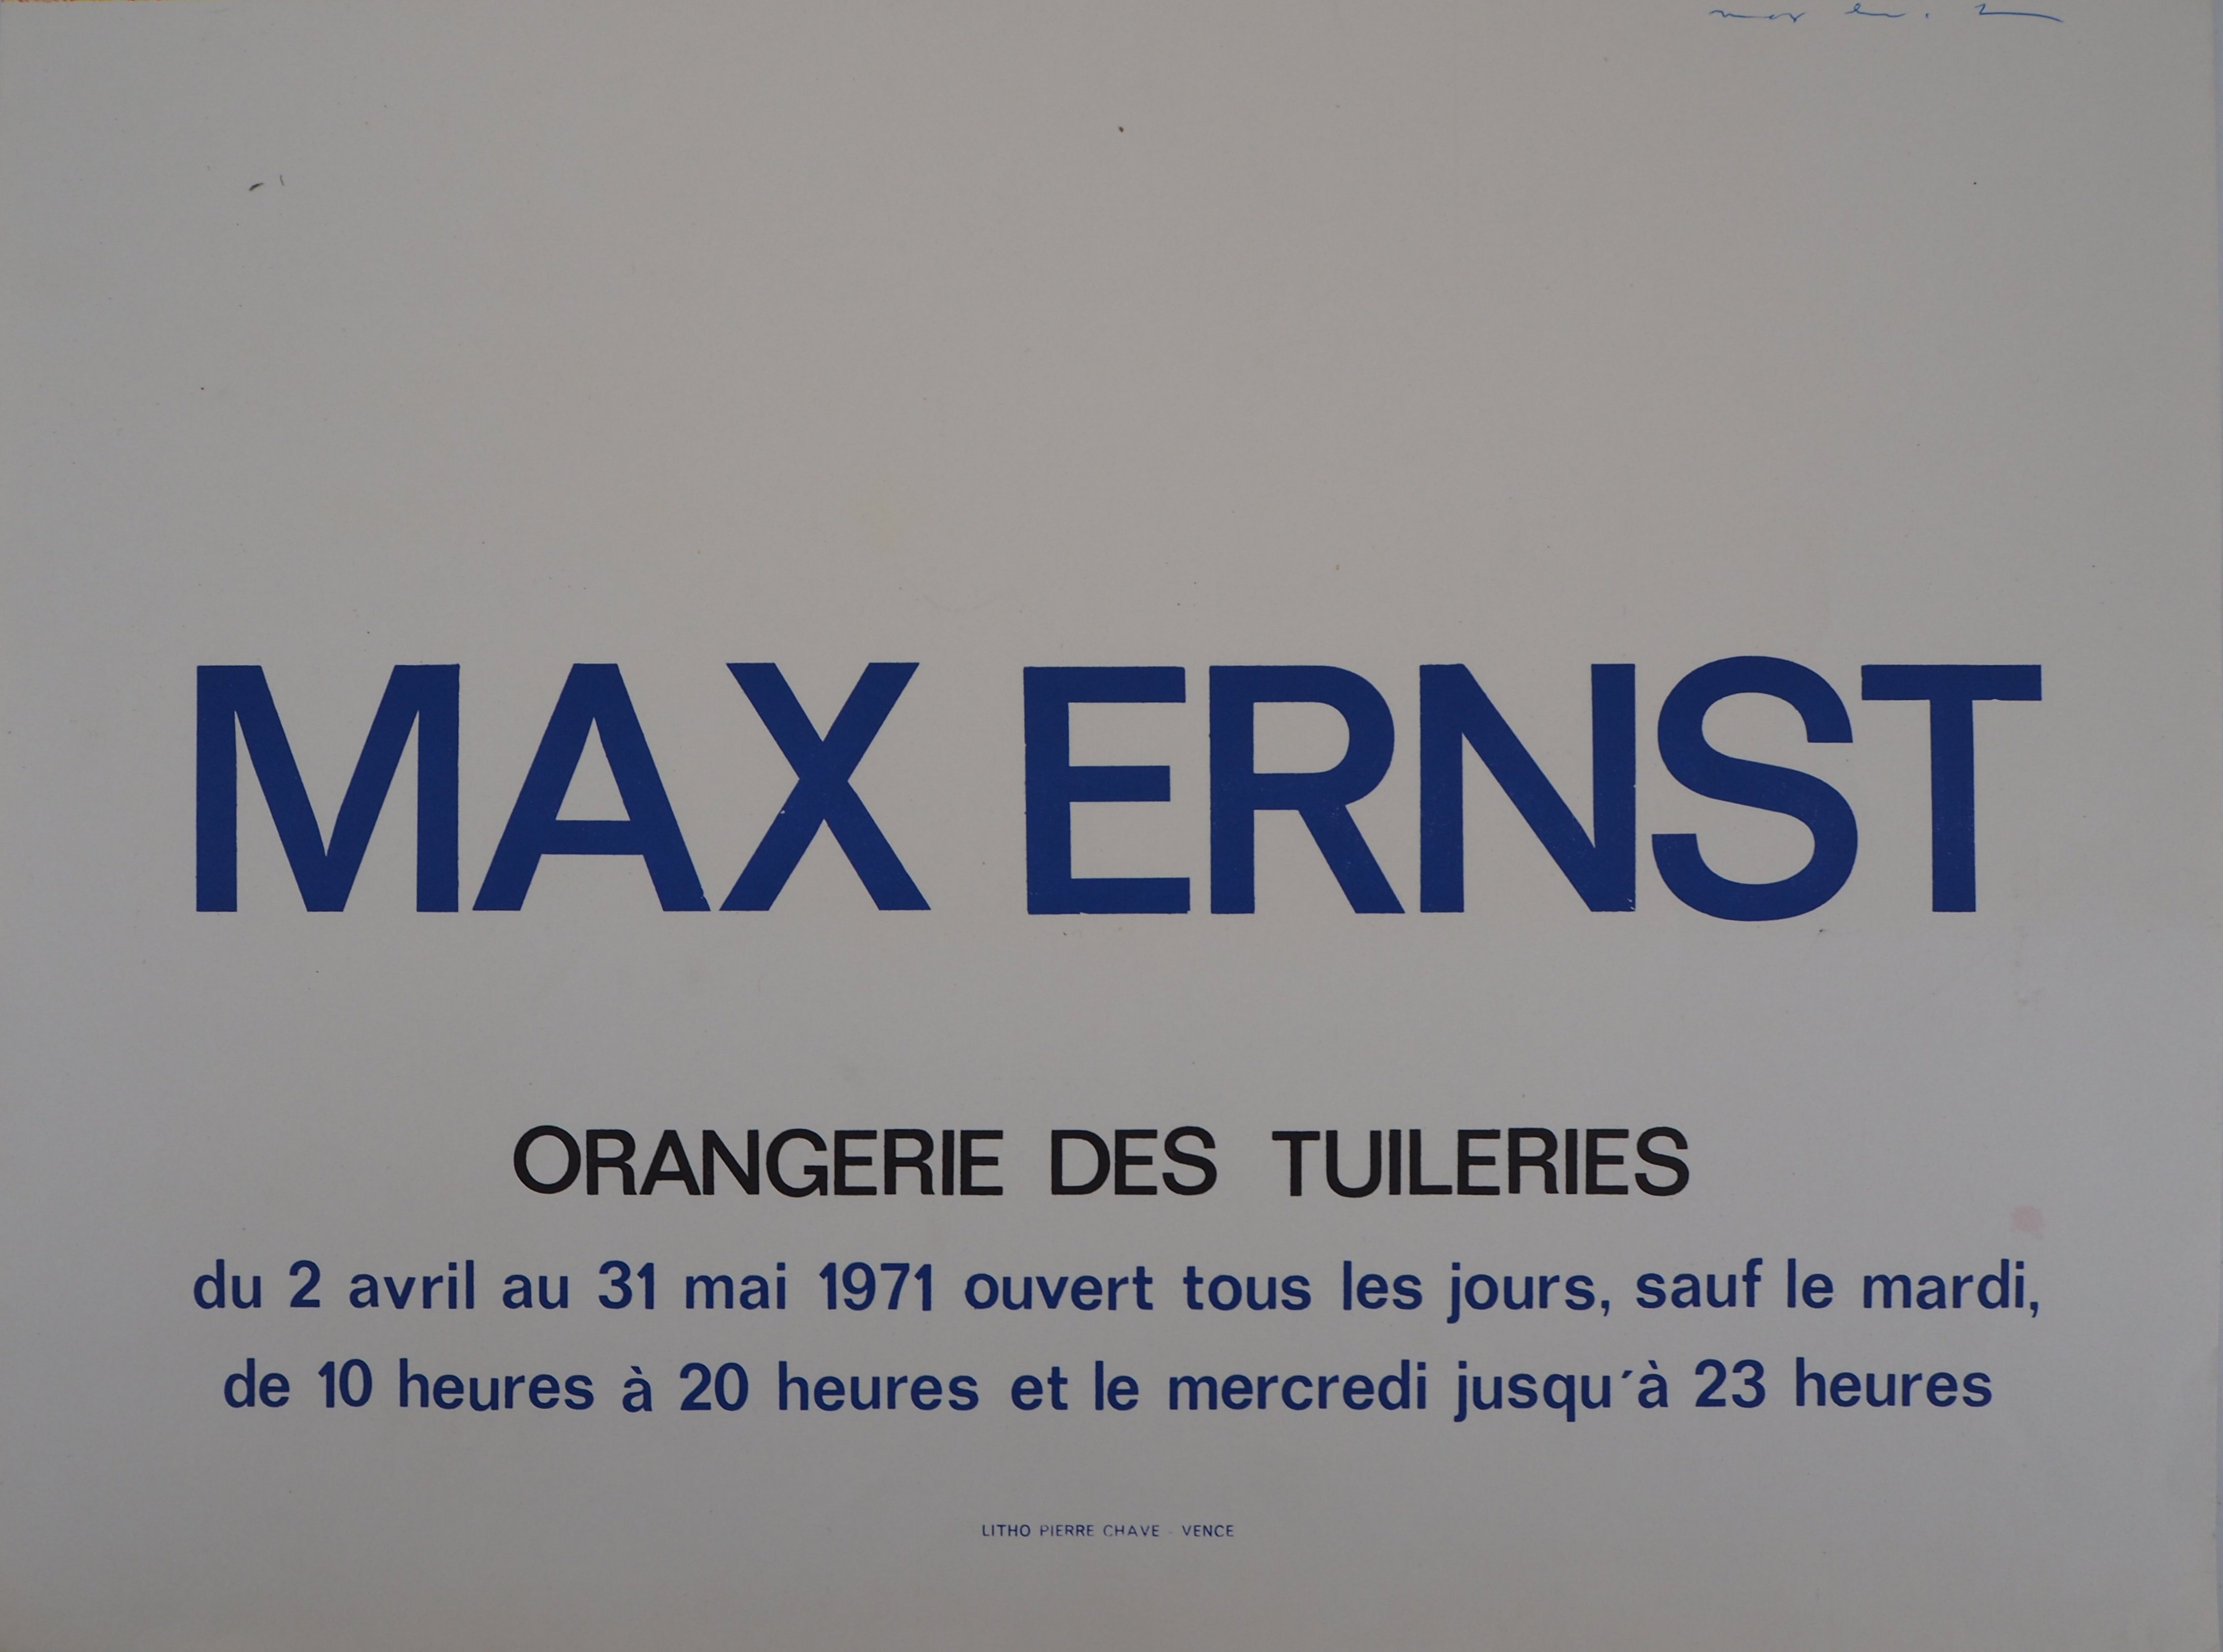 MAX ERNST
ORANGERIE DES TUILERIES
du 2 avril au 31 mai 1971 ouvert tous les jours, sauf le mardi,
de 10 heures à 20 heures et le mercredi jusqu´à 23 heures
LITHO PIERRE CHAVE - VENCE